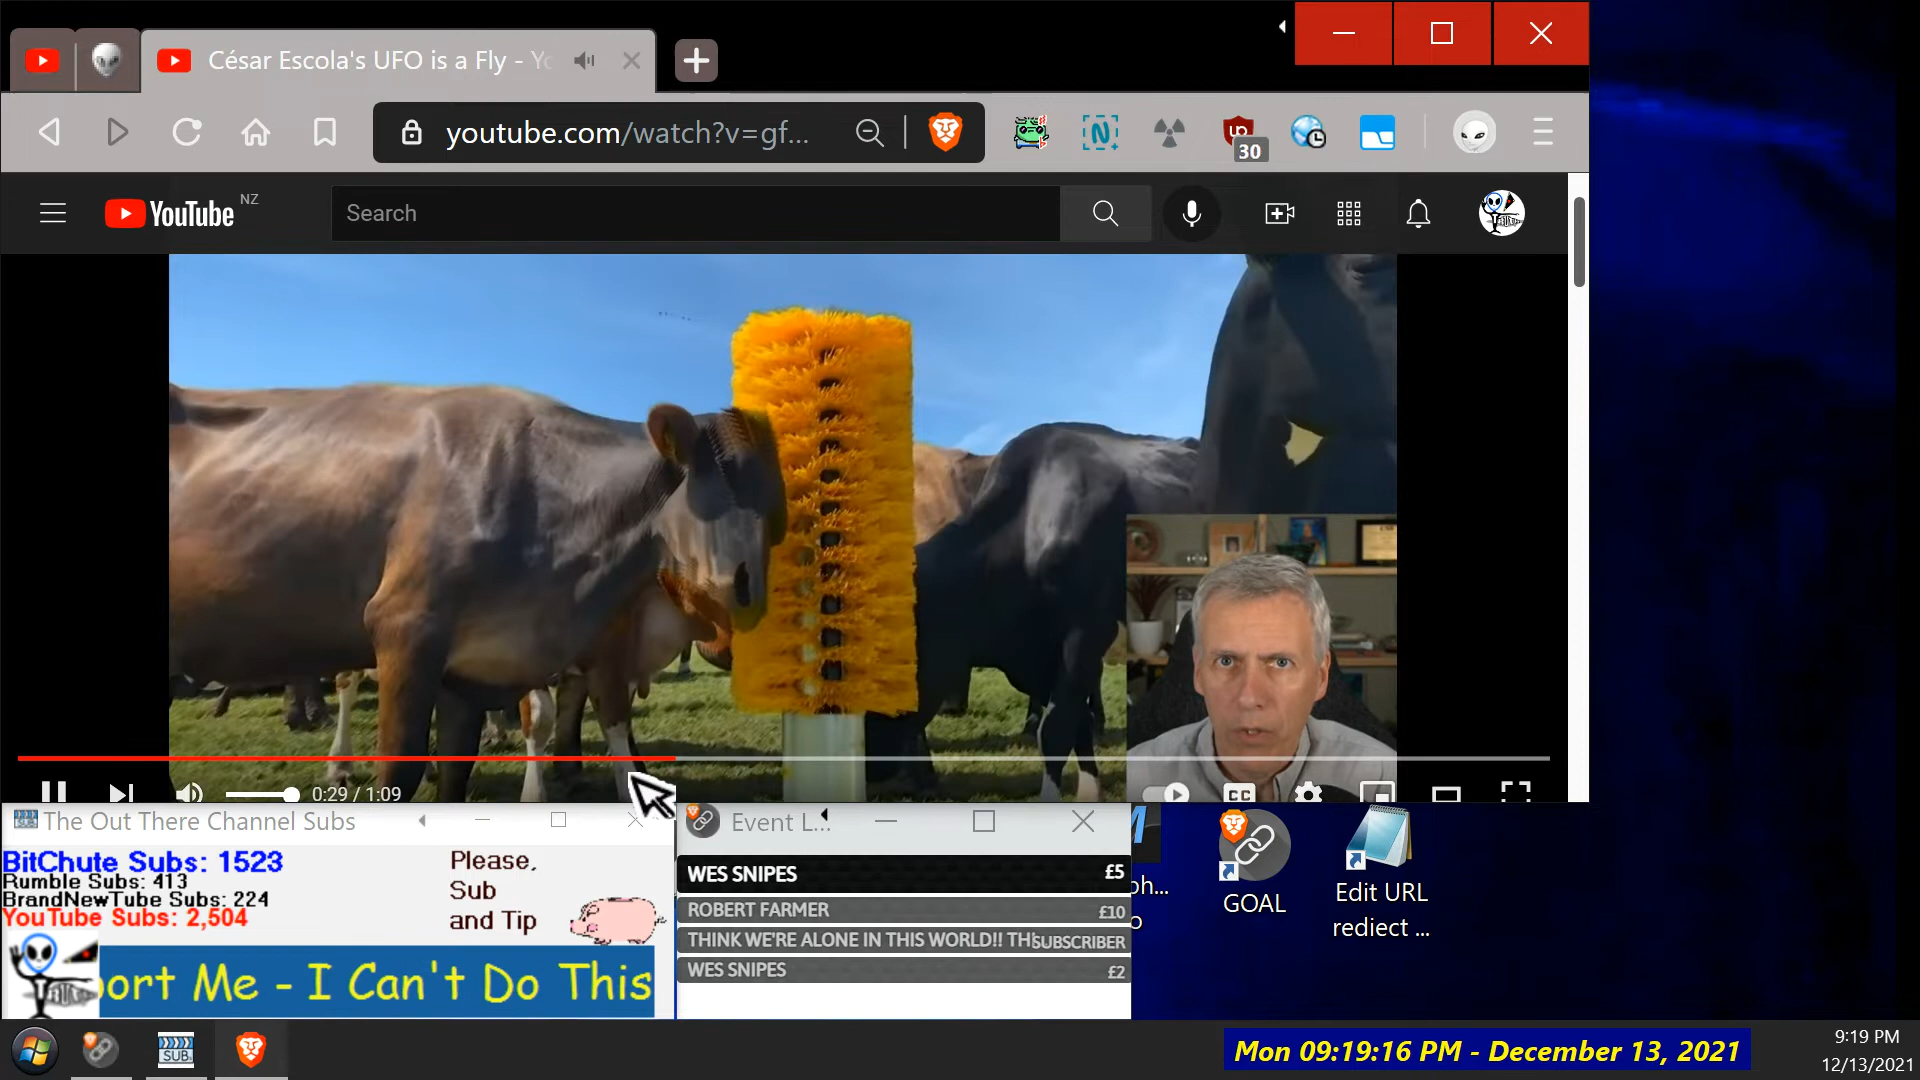 César Escola's UFO is a Fly -
youtube.com/watch?v=gf...
UD
30
YouTube NZ
Search
0:29 / 1:09
CC
The Out There Channel Subs
BitChute Subs: 1523
Rumble Subs: 413
BrandNewTube Subs: 224
YouTube Subs: 2,504
Please,
Sub
and Tip
port Me - I Can't Do This
Event L...
WES SNIPES £5
ROBERT FARMER £10
THINK WE'RE ALONE IN THIS WORLD!! SUBSCRIBER
WES SNIPES £2
GOAL
Edit URL
rediect ...
SUB
Mon 09:19:16 PM - December 13, 2021
9:19 PM
12/13/2021